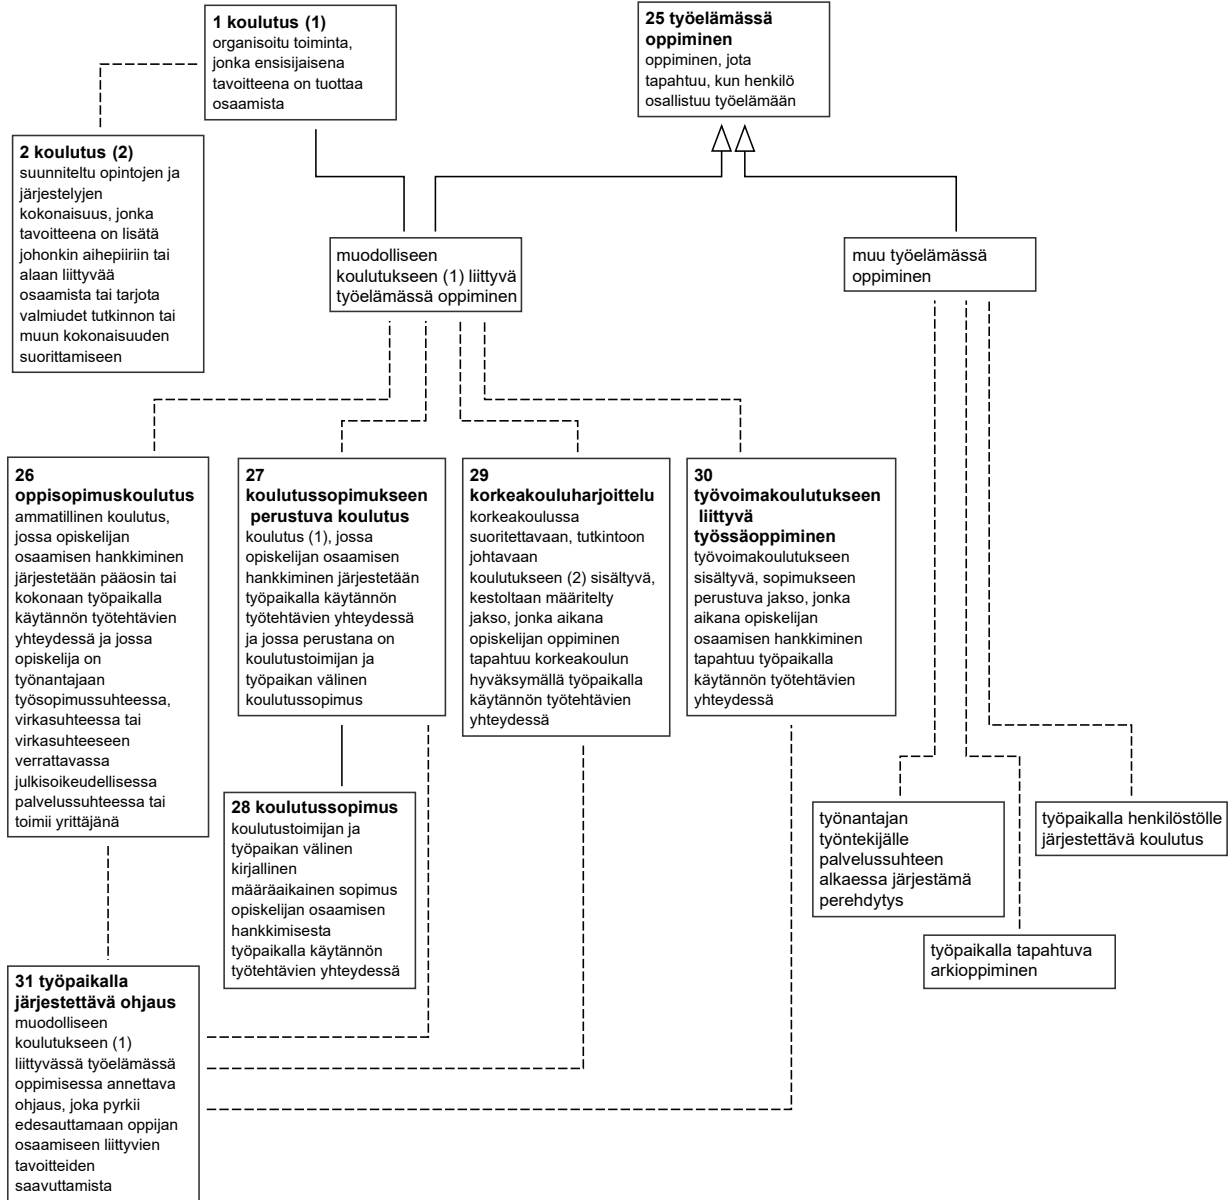 1 koulutus (1)
organisoitu toiminta,
jonka ensisijaisena
tavoitteena on tuottaa
osaamista
25 työelämässä
oppiminen
oppiminen, jota
tapahtuu, kun henkilö
osallistuu työelämään
2 koulutus (2)
suunniteltu opintojen ja
järjestelyjen
kokonaisuus, jonka
tavoitteena on lisätä
johonkin aihepiiriin tai
alaan liittyvää
osaamista tai tarjota
valmiudet tutkinnon tai
muun kokonaisuuden
suorittamiseen
muodolliseen
koulutukseen (1) liittyvä
työelämässä oppiminen
muu työelämässä
oppiminen
26
oppisopimuskoulutus
ammatillinen koulutus,
jossa opiskelijan
osaamisen hankkiminen
järjestetään pääosin tai
kokonaan työpaikalla
käytännön työtehtävien
yhteydessä ja jossa
opiskelija on
työnantajaan
työsopimussuhteessa,
virkasuhteessa tai
virkasuhteeseen
verrattavassa
julkisoikeudellisessa
palvelussuhteessa tai
toimii yrittäjänä
27
koulutussopimukseen
perustuva koulutus
koulutus (1), jossa
opiskelijan osaamisen
hankkiminen järjestetään
työpaikalla käytännön
työtehtävien yhteydessä
ja jossa perustana on
koulutustoimijan ja
työpaikan välinen
koulutussopimus
29
korkeakouluharjoittelu
korkeakoulussa
suoritettavaan, tutkintoon
johtavaan
koulutukseen (2) sisältyvä,
kestoltaan määritelty
jakso, jonka aikana
opiskelijan oppiminen
tapahtuu korkeakoulun
hyväksymällä työpaikalla
käytännön työtehtävien
yhteydessä
30
työvoimakoulutukseen
liittyvä
työssäoppiminen
työvoimakoulutukseen
sisältyvä, sopimukseen
perustuva jakso, jonka
aikana opiskelijan
osaamisen hankkiminen
tapahtuu työpaikalla
käytännön työtehtävien
yhteydessä
28 koulutussopimus
koulutustoimijan ja
työpaikan välinen
kirjallinen
määräaikainen sopimus
opiskelijan osaamisen
hankkimisesta
työpaikalla käytännön
työtehtävien yhteydessä
työnantajan
työntekijälle
palvelussuhteen
alkaessa järjestämä
perehdytys
työpaikalla henkilöstölle
järjestettävä koulutus
työpaikalla tapahtuva
arkioppiminen
31 työpaikalla
järjestettävä ohjaus
muodolliseen
koulutukseen (1)
liittyvässä työelämässä
oppimisessa annettava
ohjaus, joka pyrkii
edesauttamaan oppijan
osaamiseen liittyvien
tavoitteiden
saavuttamista